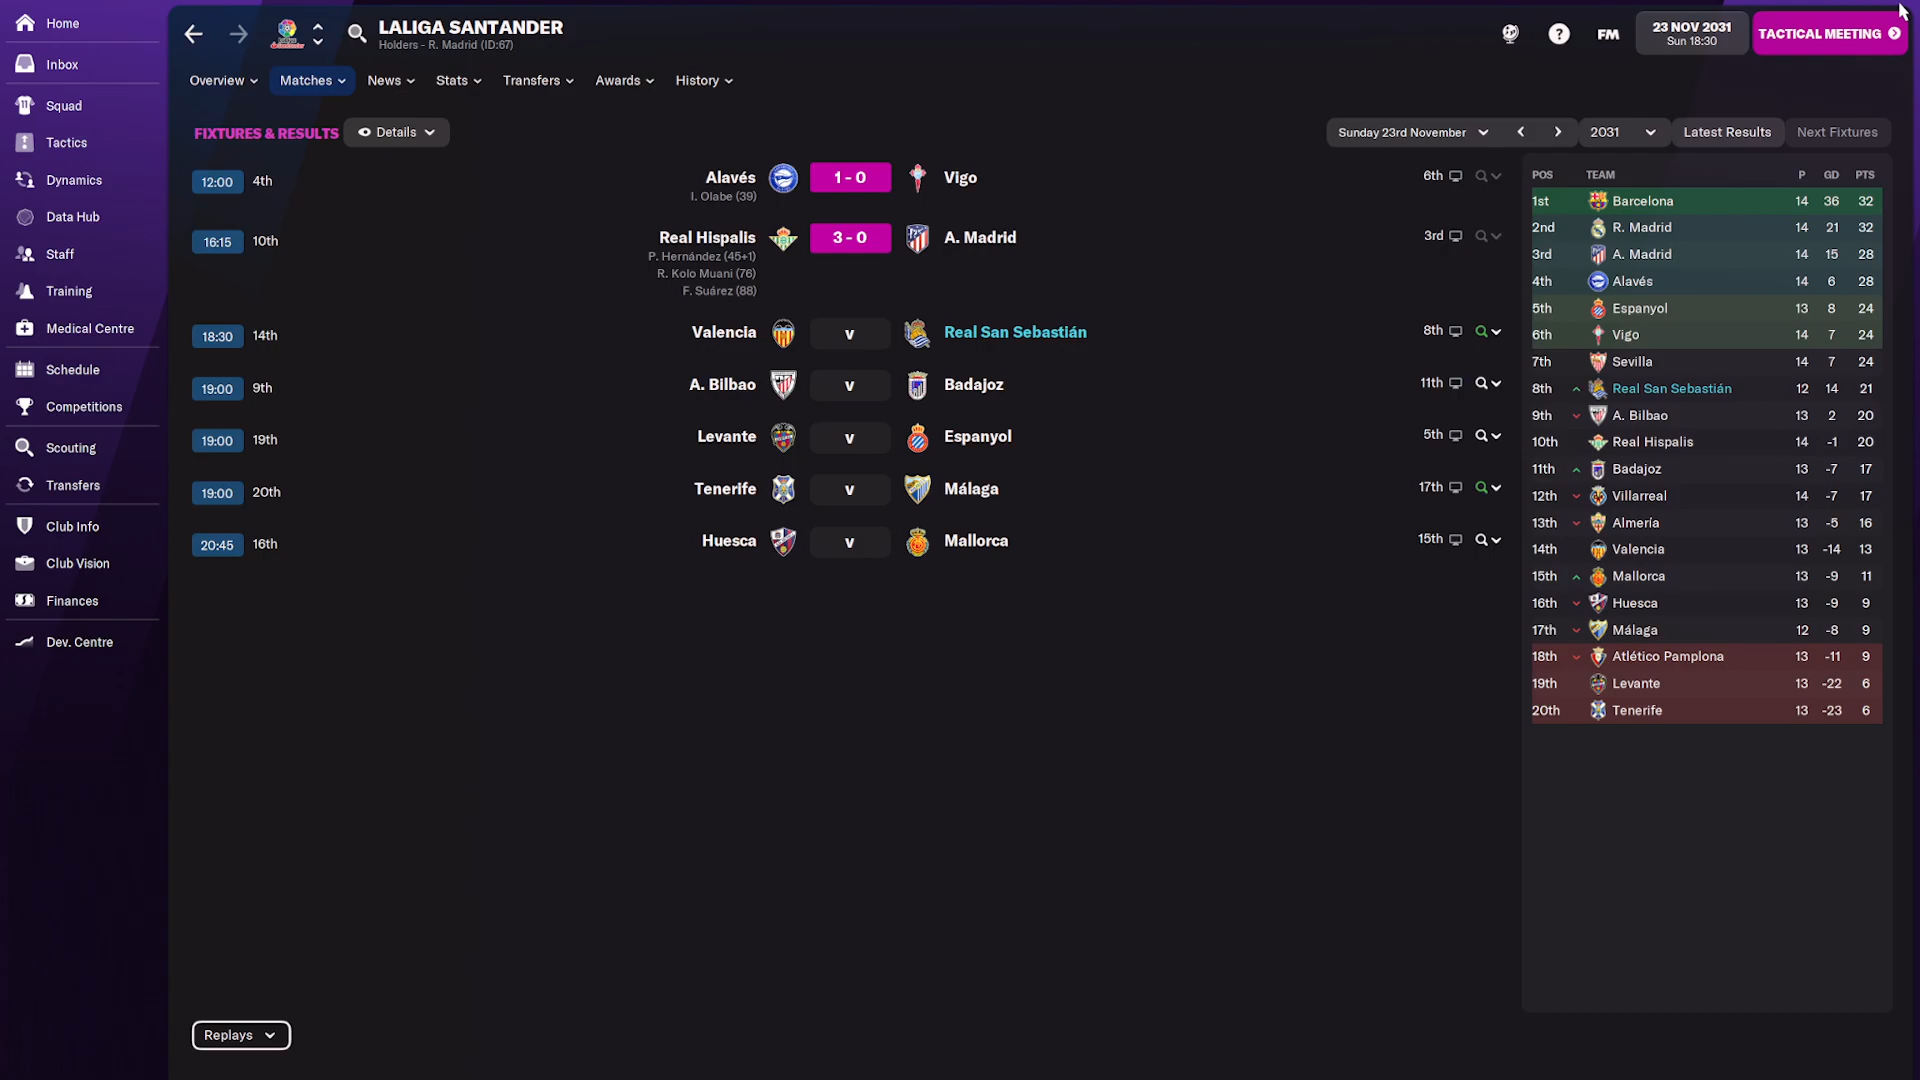 Home
Inbox
Squad
Tactics
Dynamics
Data Hub
Staff
Training
Medical Centre
Schedule
Competitions
Scouting
Transfers
Club Info
Club Vision
Finances
Dev. Centre
LALIGA SANTANDER
Holders - R. Madrid (ID:67)
FM
23 NOV 2031
Sun 18:30
TACTICAL MEETING
Overview Matches News Stats Transfers Awards History
FIXTURES & RESULTS Details
Sunday 23rd November 2031 Latest Results Next Fixtures
12:00 4th Alavés 1 - 0 Vigo 6th
I. Olabe (39)
16:15 10th Real Hispalis 3 - 0 A. Madrid 3rd
P. Hernández (45+1)
R. Kolo Muani (76)
F. Suárez (88)
18:30 14th Valencia v Real San Sebastián 8th
19:00 9th A. Bilbao v Badajoz 11th
19:00 19th Levante v Espanyol 5th
19:00 20th Tenerife v Málaga 17th
20:45 16th Huesca v Mallorca 15th
POS TEAM P GD PTS
1st Barcelona 14 36 32
2nd R. Madrid 14 21 32
3rd A. Madrid 14 15 28
4th Alavés 14 6 28
5th Espanyol 13 8 24
6th Vigo 14 7 24
7th Sevilla 14 7 24
8th Real San Sebastián 12 14 21
9th A. Bilbao 13 2 20
10th Real Hispalis 14 -1 20
11th Badajoz 13 -7 17
12th Villarreal 14 -7 17
13th Almería 13 -5 16
14th Valencia 13 -14 13
15th Mallorca 13 -9 11
16th Huesca 13 -9 9
17th Málaga 12 -8 9
18th Atlético Pamplona 13 -11 9
19th Levante 13 -22 6
20th Tenerife 13 -23 6
Replays